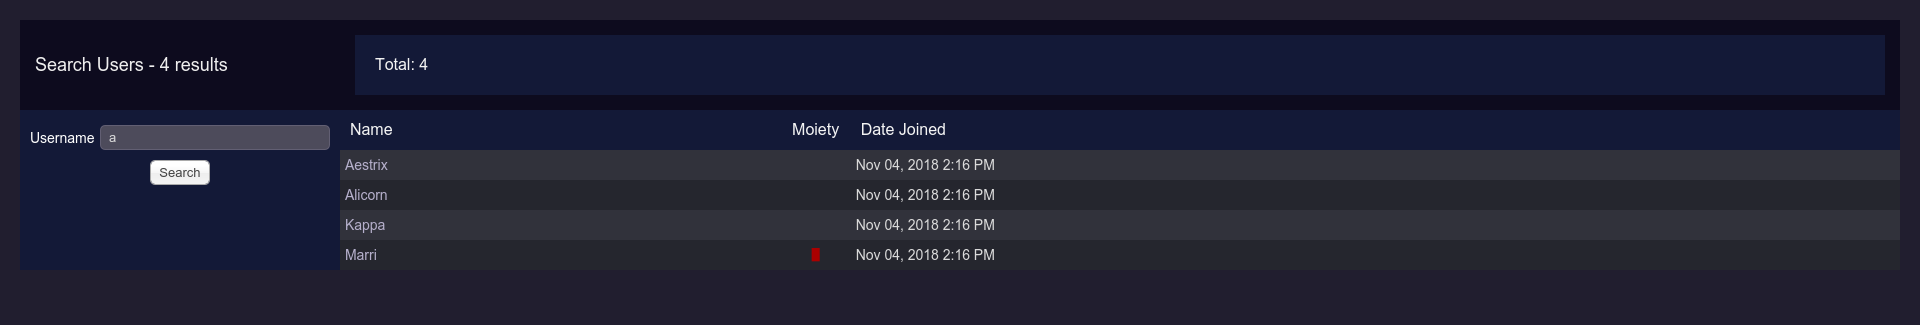 Search Users - 4 results
Total: 4
Username a
Search
Name Moiety Date Joined
Aestrix Nov 04, 2018 2:16 PM
Alicorn Nov 04, 2018 2:16 PM
Kappa Nov 04, 2018 2:16 PM
Marri Nov 04, 2018 2:16 PM